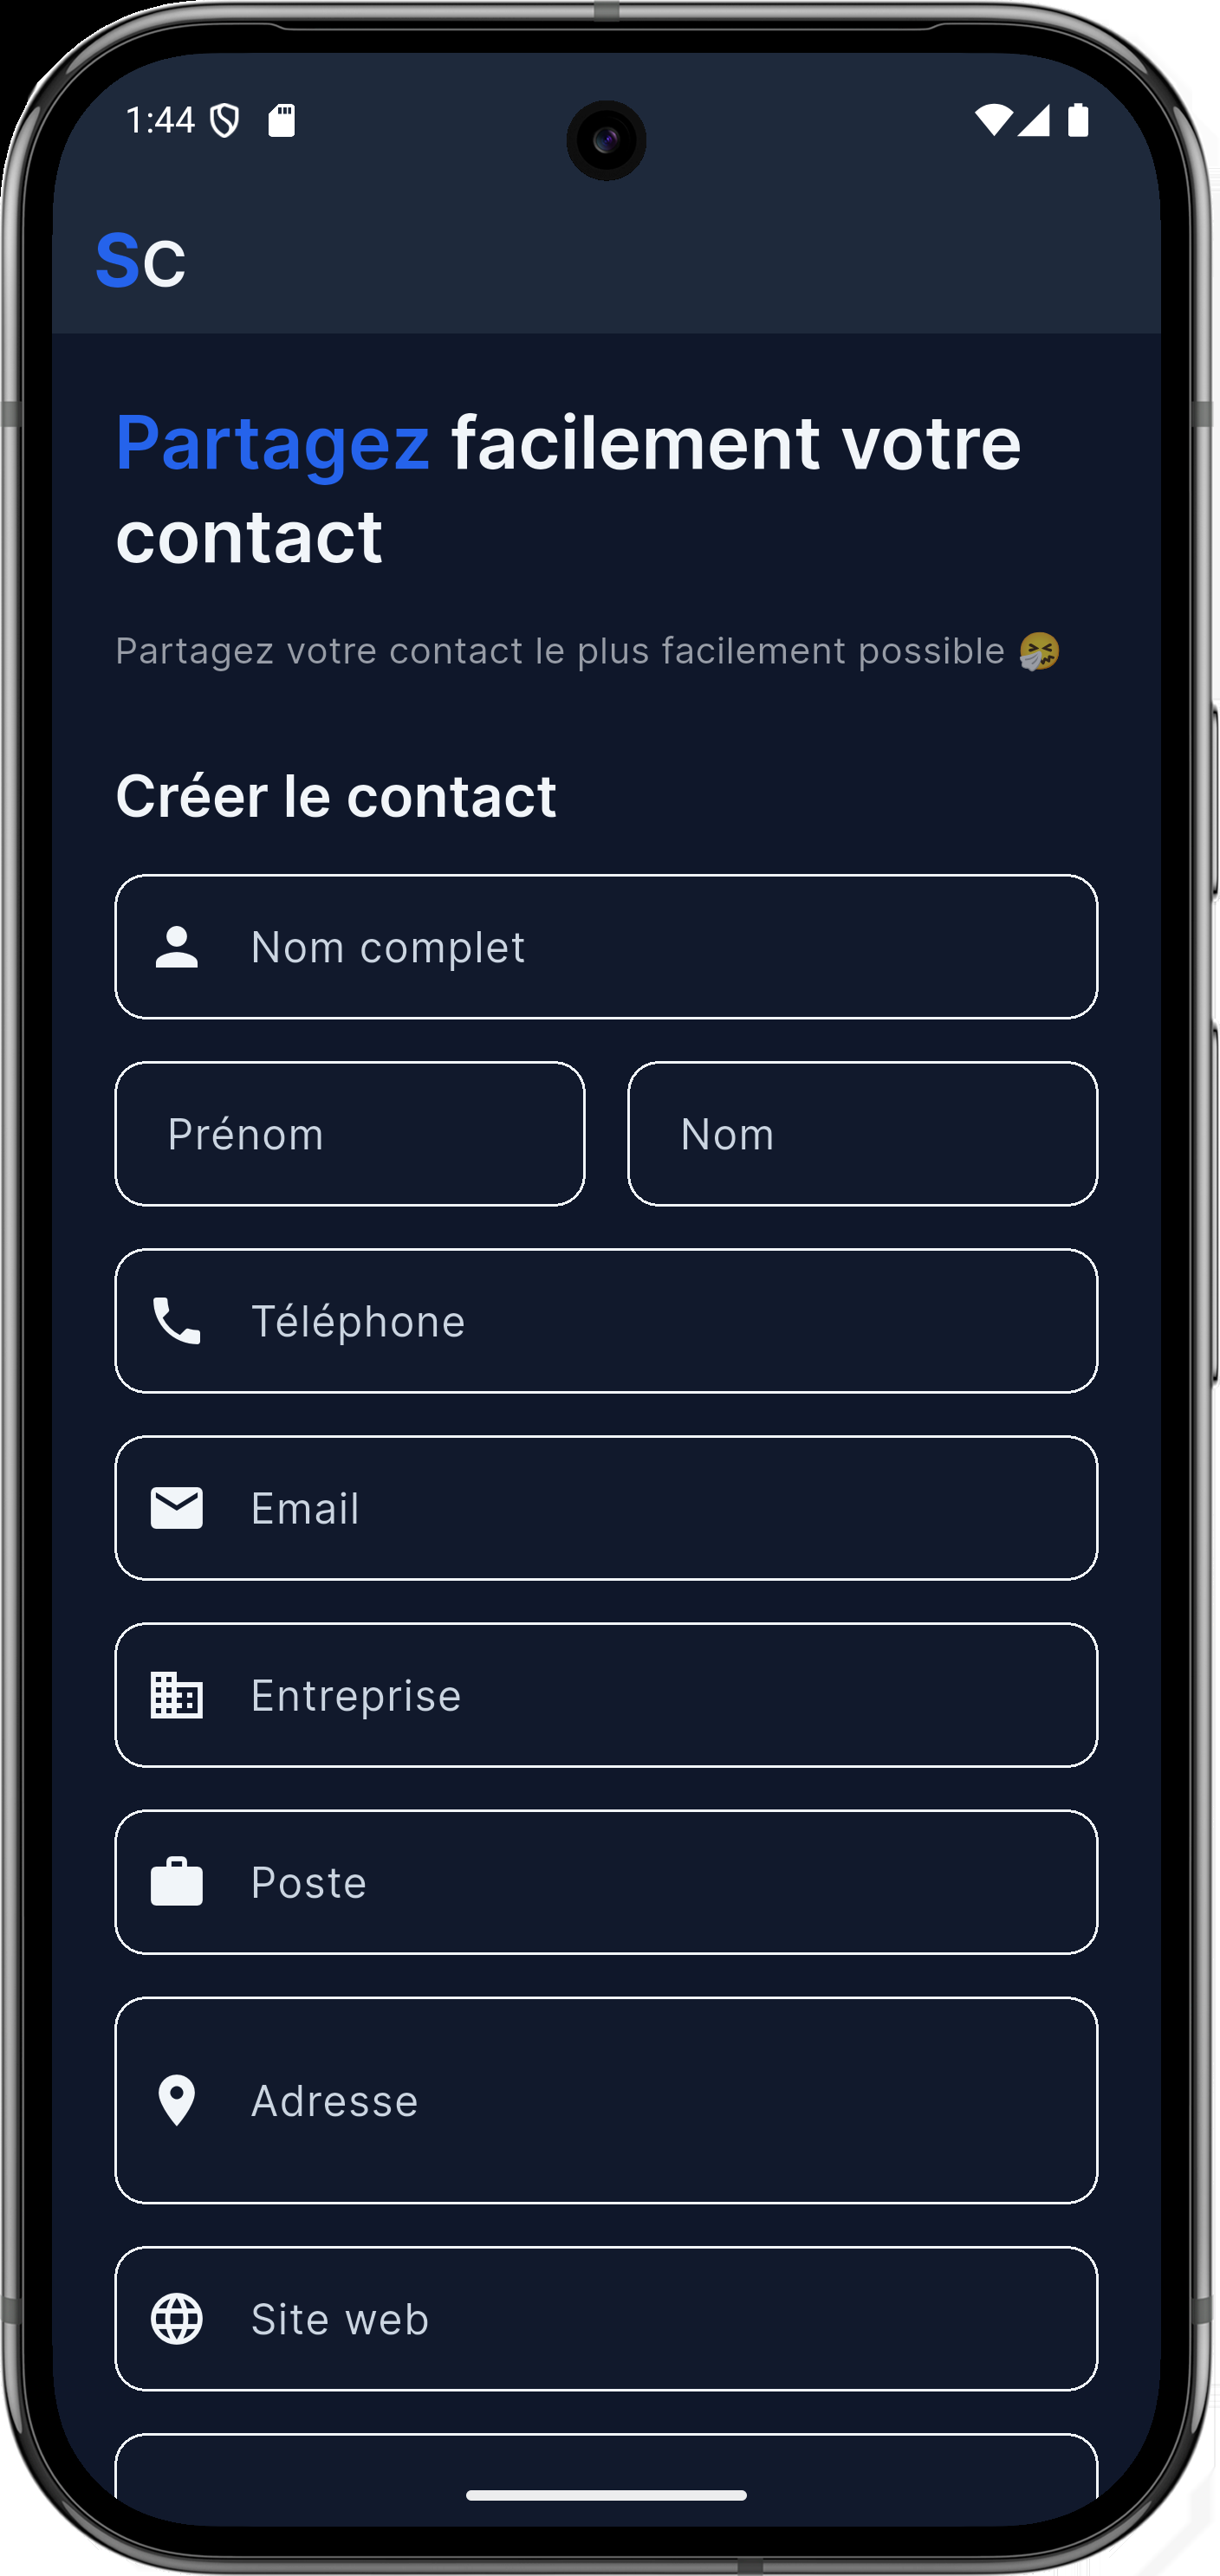 1:44
SC
Partagez facilement votre
contact
Partagez votre contact le plus facilement possible 🤧
Créer le contact
Nom complet
Prénom Nom
Téléphone
Email
Entreprise
Poste
Adresse
Site web